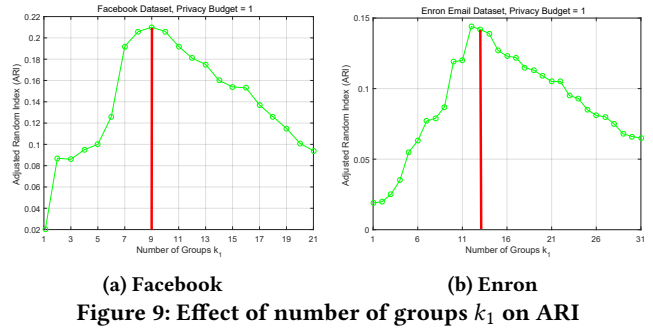 Facebook Dataset, Privacy Budget = 1
Adjusted Random Index (ARI)
0.22
0.2
0.18
0.16
0.14
0.12
0.1
0.08
0.06
0.04
0.02
1 3 5 7 9 11 13 15 17 19 21
Number of Groups k1
(a) Facebook
Enron Email Dataset, Privacy Budget = 1
Adjusted Random Index (ARI)
0.15
0.1
0.05
0
1 6 11 16 21 26 31
Number of Groups k1
(b) Enron
Figure 9: Effect of number of groups k1 on ARI